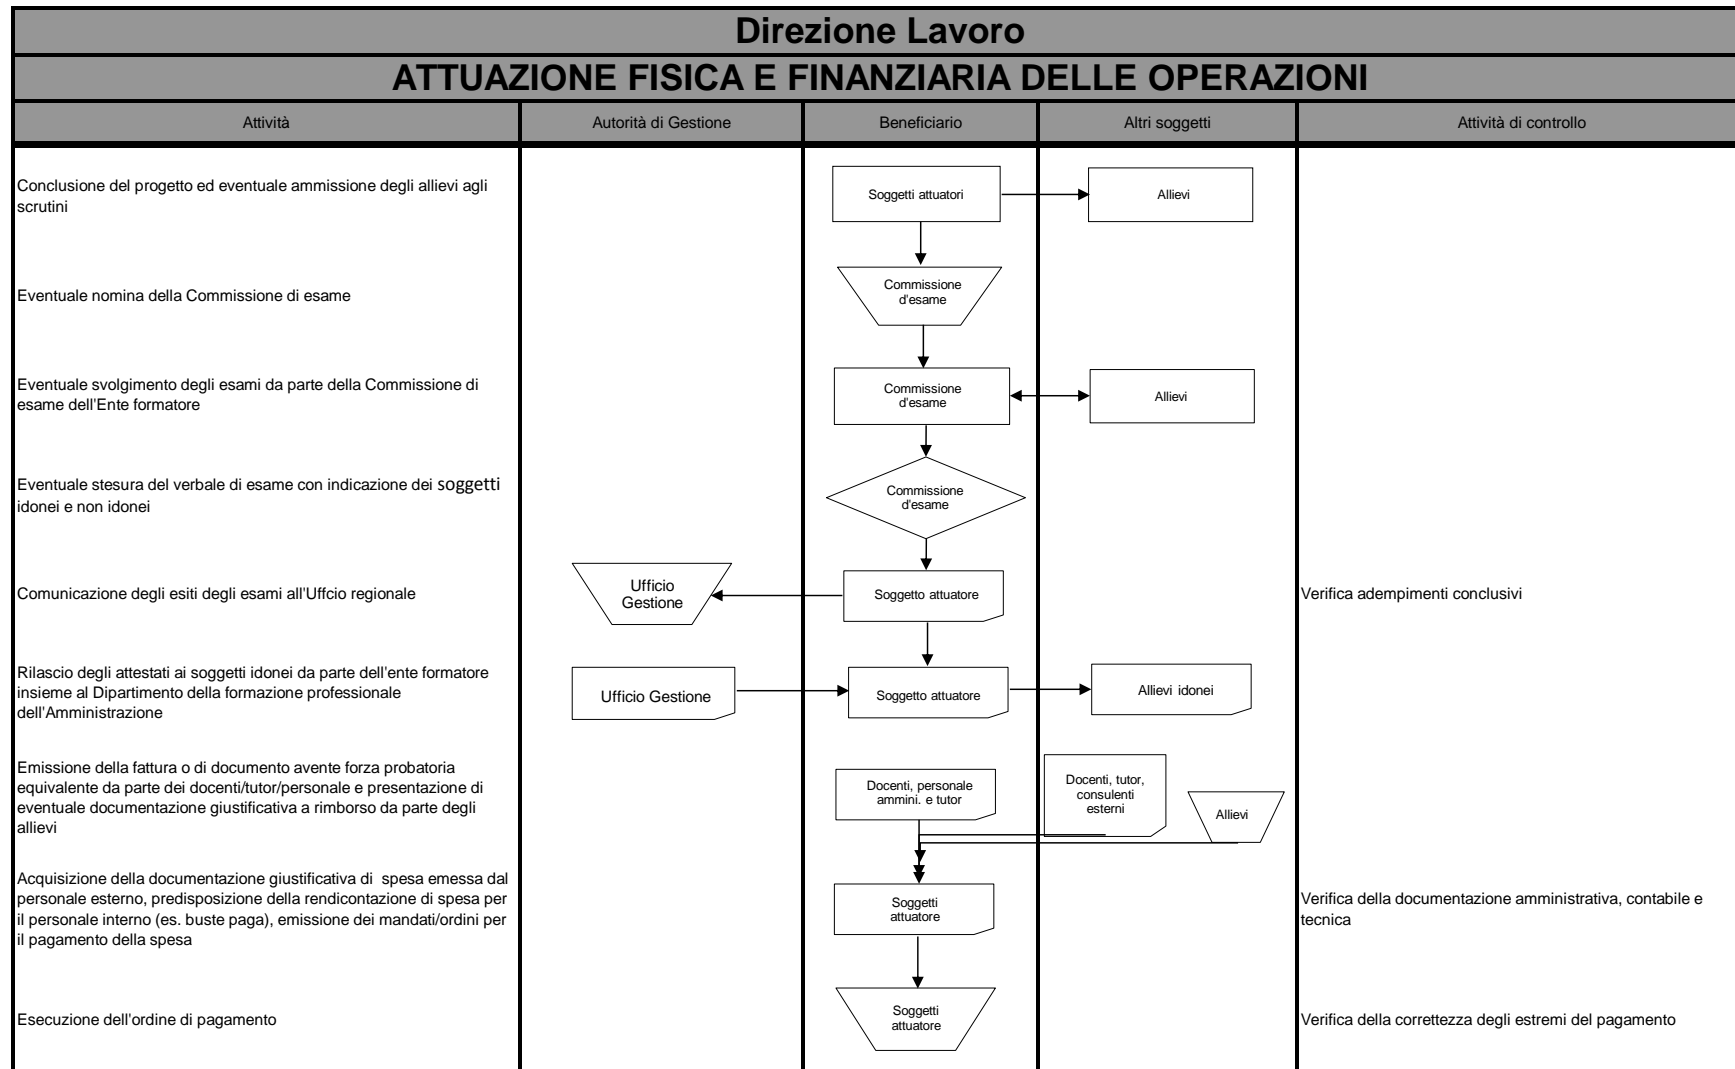 Direzione Lavoro
ATTUAZIONE FISICA E FINANZIARIA DELLE OPERAZIONI
Attività
Autorità di Gestione
Beneficiario
Altri soggetti
Attività di controllo
Conclusione del progetto ed eventuale ammissione degli allievi agli
scrutini
Soggetti attuatori
Allievi
Eventuale nomina della Commissione di esame
Commissione
d'esame
Eventuale svolgimento degli esami da parte della Commissione di
esame dell'Ente formatore
Commissione
d'esame
Allievi
Eventuale stesura del verbale di esame con indicazione dei soggetti
idonei e non idonei
Commissione
d'esame
Comunicazione degli esiti degli esami all'Uffcio regionale
Ufficio
Gestione
Soggetto attuatore
Verifica adempimenti conclusivi
Rilascio degli attestati ai soggetti idonei da parte dell'ente formatore
insieme al Dipartimento della formazione professionale
dell'Amministrazione
Ufficio Gestione
Soggetto attuatore
Allievi idonei
Emissione della fattura o di documento avente forza probatoria
equivalente da parte dei docenti/tutor/personale e presentazione di
eventuale documentazione giustificativa a rimborso da parte degli
allievi
Docenti, personale
ammini. e tutor
Docenti, tutor,
consulenti
esterni
Allievi
Acquisizione della documentazione giustificativa di  spesa emessa dal
personale esterno, predisposizione della rendicontazione di spesa per
il personale interno (es. buste paga), emissione dei mandati/ordini per
il pagamento della spesa
Soggetti
attuatore
Verifica della documentazione amministrativa, contabile e
tecnica
Esecuzione dell'ordine di pagamento
Soggetti
attuatore
Verifica della correttezza degli estremi del pagamento